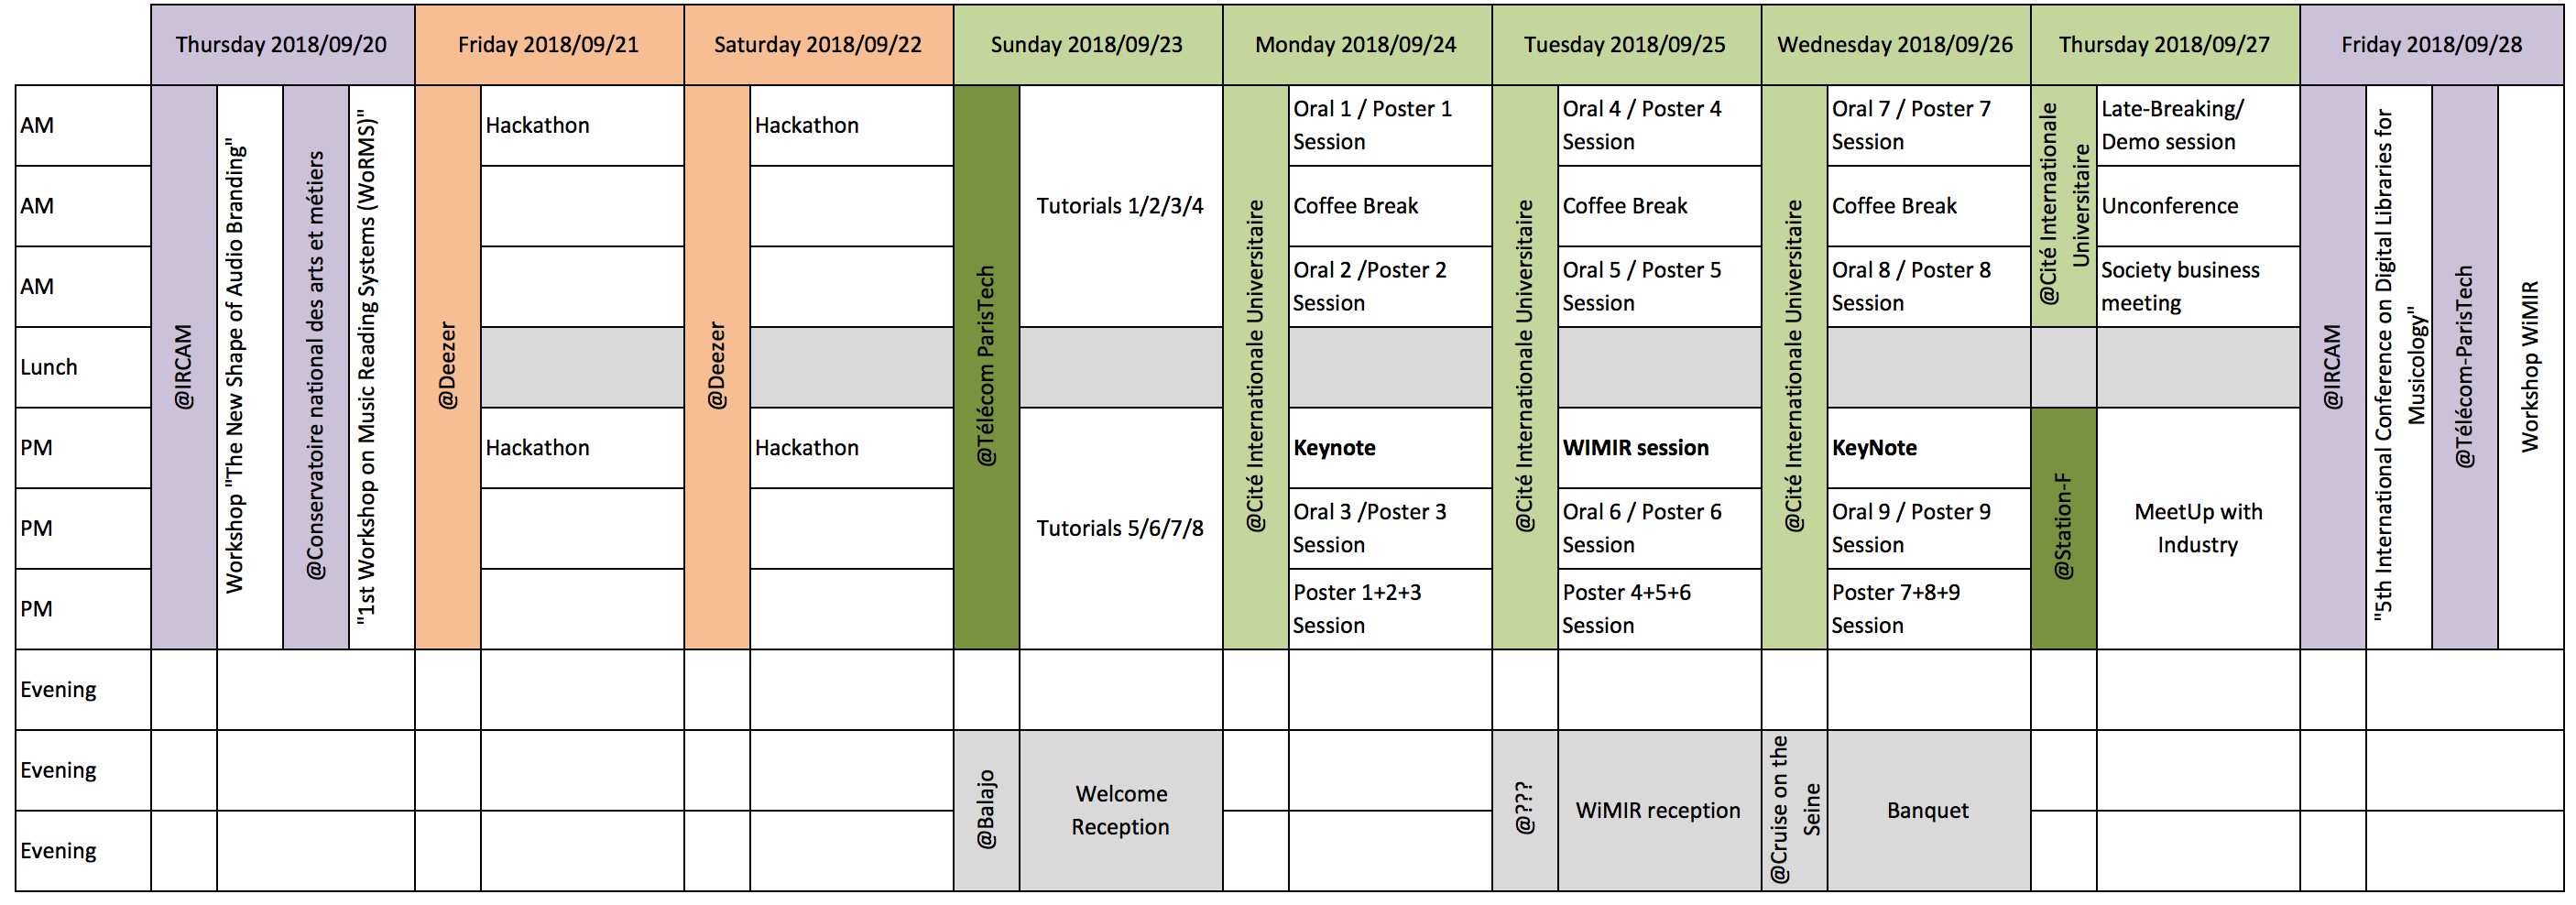 Thursday 2018/09/20
Friday 2018/09/21
Saturday 2018/09/22
Sunday 2018/09/23
Monday 2018/09/24
Tuesday 2018/09/25
Wednesday 2018/09/26
Thursday 2018/09/27
Friday 2018/09/28
AM
AM
AM
Lunch
PM
PM
PM
Evening
Evening
Evening
@IRCAM
Workshop "The New Shape of Audio Branding"
@Conservatoire national des arts et métiers
"1st Workshop on Music Reading Systems (WoRMS)"
@Deezer
Hackathon
Hackathon
@Deezer
Hackathon
Hackathon
@Télécom ParisTech
Tutorials 1/2/3/4
Tutorials 5/6/7/8
@Balajo
Welcome
Reception
@Cité Internationale Universitaire
Oral 1 / Poster 1
Session
Coffee Break
Oral 2 /Poster 2
Session
Keynote
Oral 3 /Poster 3
Session
Poster 1+2+3
Session
@Cité Internationale Universitaire
Oral 4 / Poster 4
Session
Coffee Break
Oral 5 / Poster 5
Session
WIMIR session
Oral 6 / Poster 6
Session
Poster 4+5+6
Session
@???
WiMIR reception
@Cité Internationale Universitaire
Oral 7 / Poster 7
Session
Coffee Break
Oral 8 / Poster 8
Session
KeyNote
Oral 9 / Poster 9
Session
Poster 7+8+9
Session
@Cruise on the
Seine
Banquet
@Cité Internationale
Universitaire
Late-Breaking/
Demo session
Unconference
Society business
meeting
@Station-F
MeetUp with
Industry
@IRCAM
"5th International Conference on Digital Libraries for
Musicology"
@Télécom-ParisTech
Workshop WiMIR